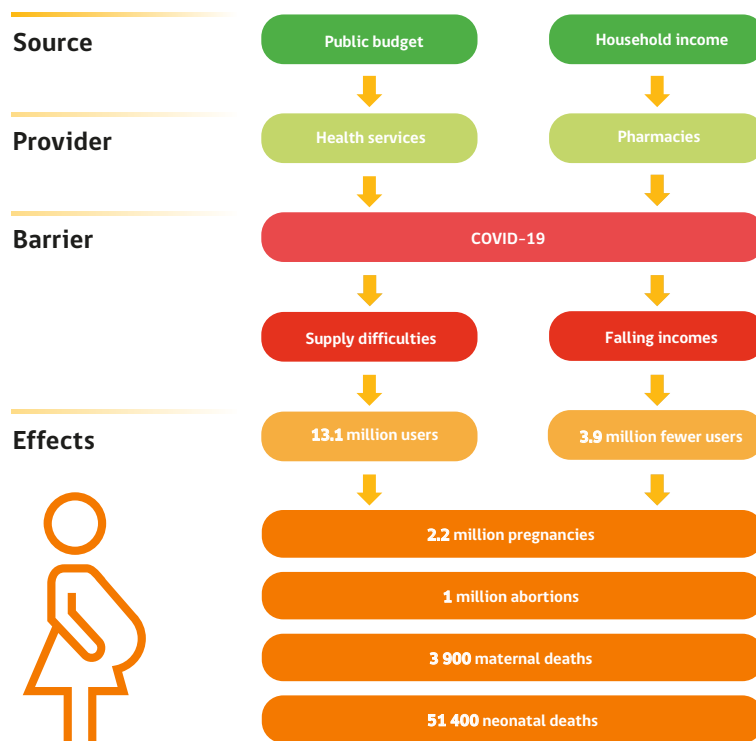 Source
Public budget
Household income
Provider
Health services
Pharmacies
Barrier
COVID-19
Supply difficulties
Falling incomes
Effects
13.1 million users
3.9 million fewer users
2.2 million pregnancies
1 million abortions
3 900 maternal deaths
51 400 neonatal deaths